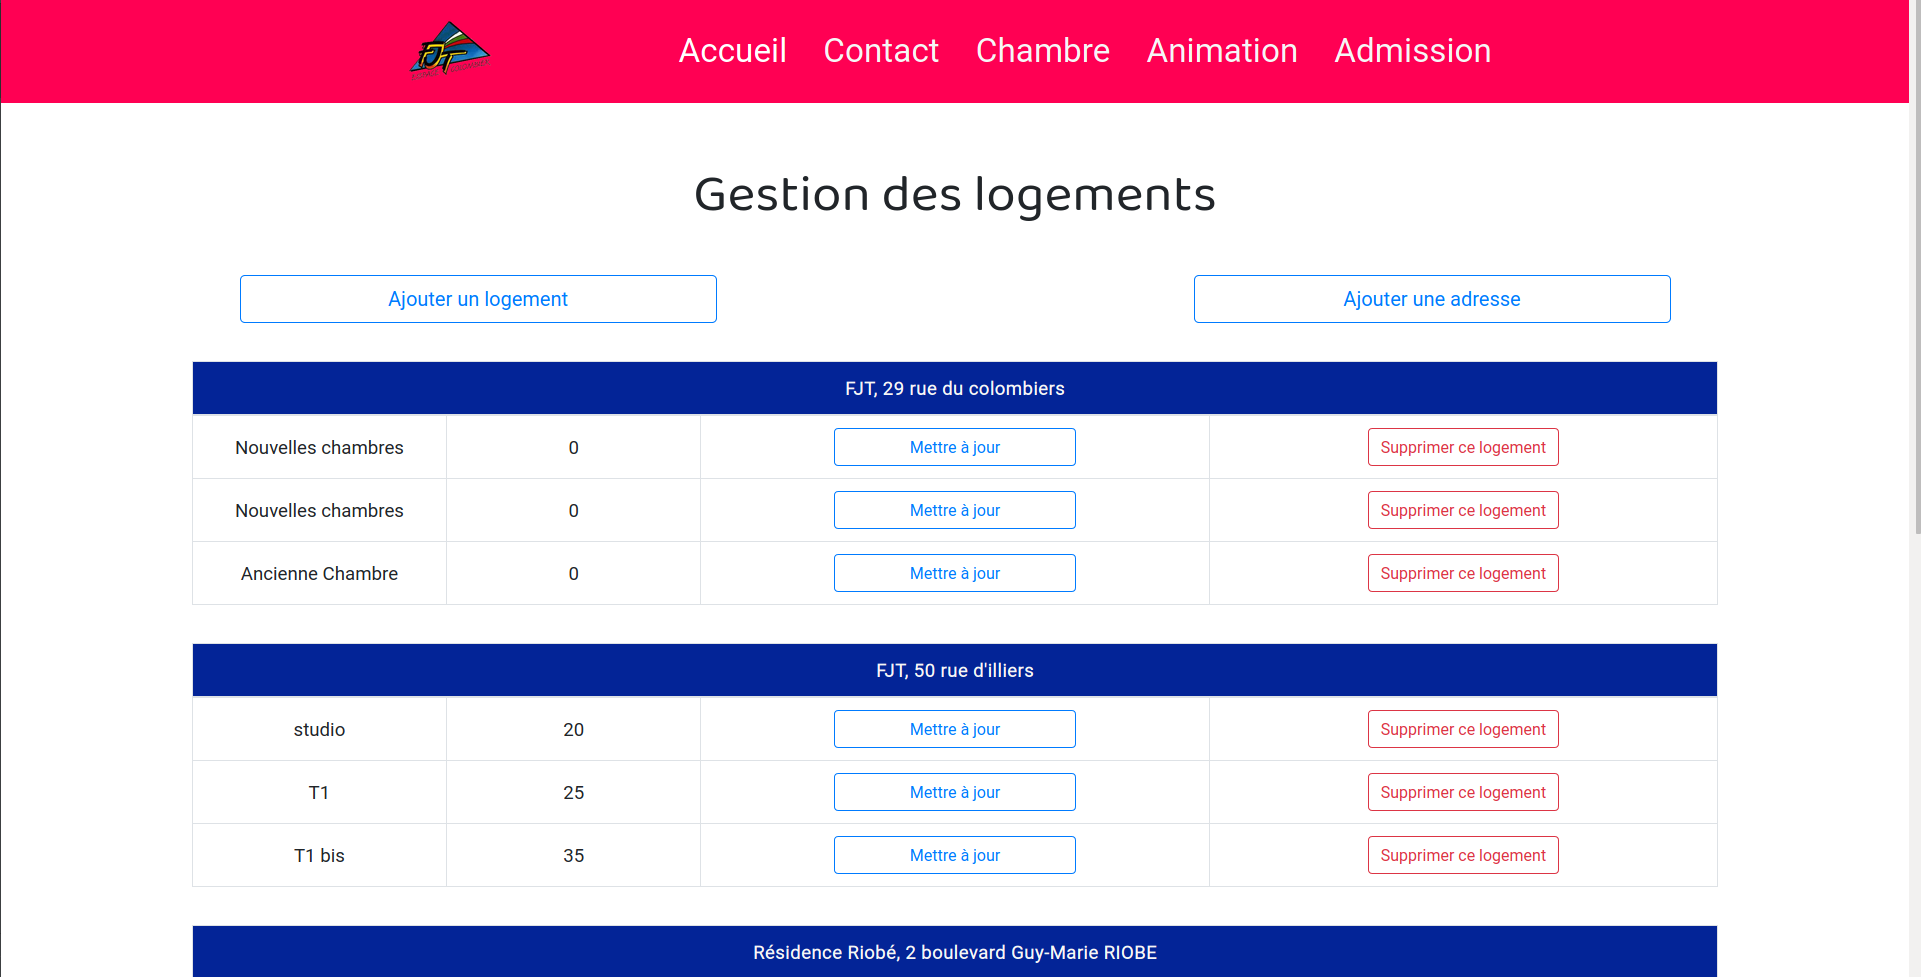 FJT
Accueil Contact Chambre Animation Admission
Gestion des logements
Ajouter un logement Ajouter une adresse
FJT, 29 rue du colombiers
Nouvelles chambres 0 Mettre à jour Supprimer ce logement
Nouvelles chambres 0 Mettre à jour Supprimer ce logement
Ancienne Chambre 0 Mettre à jour Supprimer ce logement
FJT, 50 rue d'illiers
studio 20 Mettre à jour Supprimer ce logement
T1 25 Mettre à jour Supprimer ce logement
T1 bis 35 Mettre à jour Supprimer ce logement
Résidence Riobé, 2 boulevard Guy-Marie RIOBE